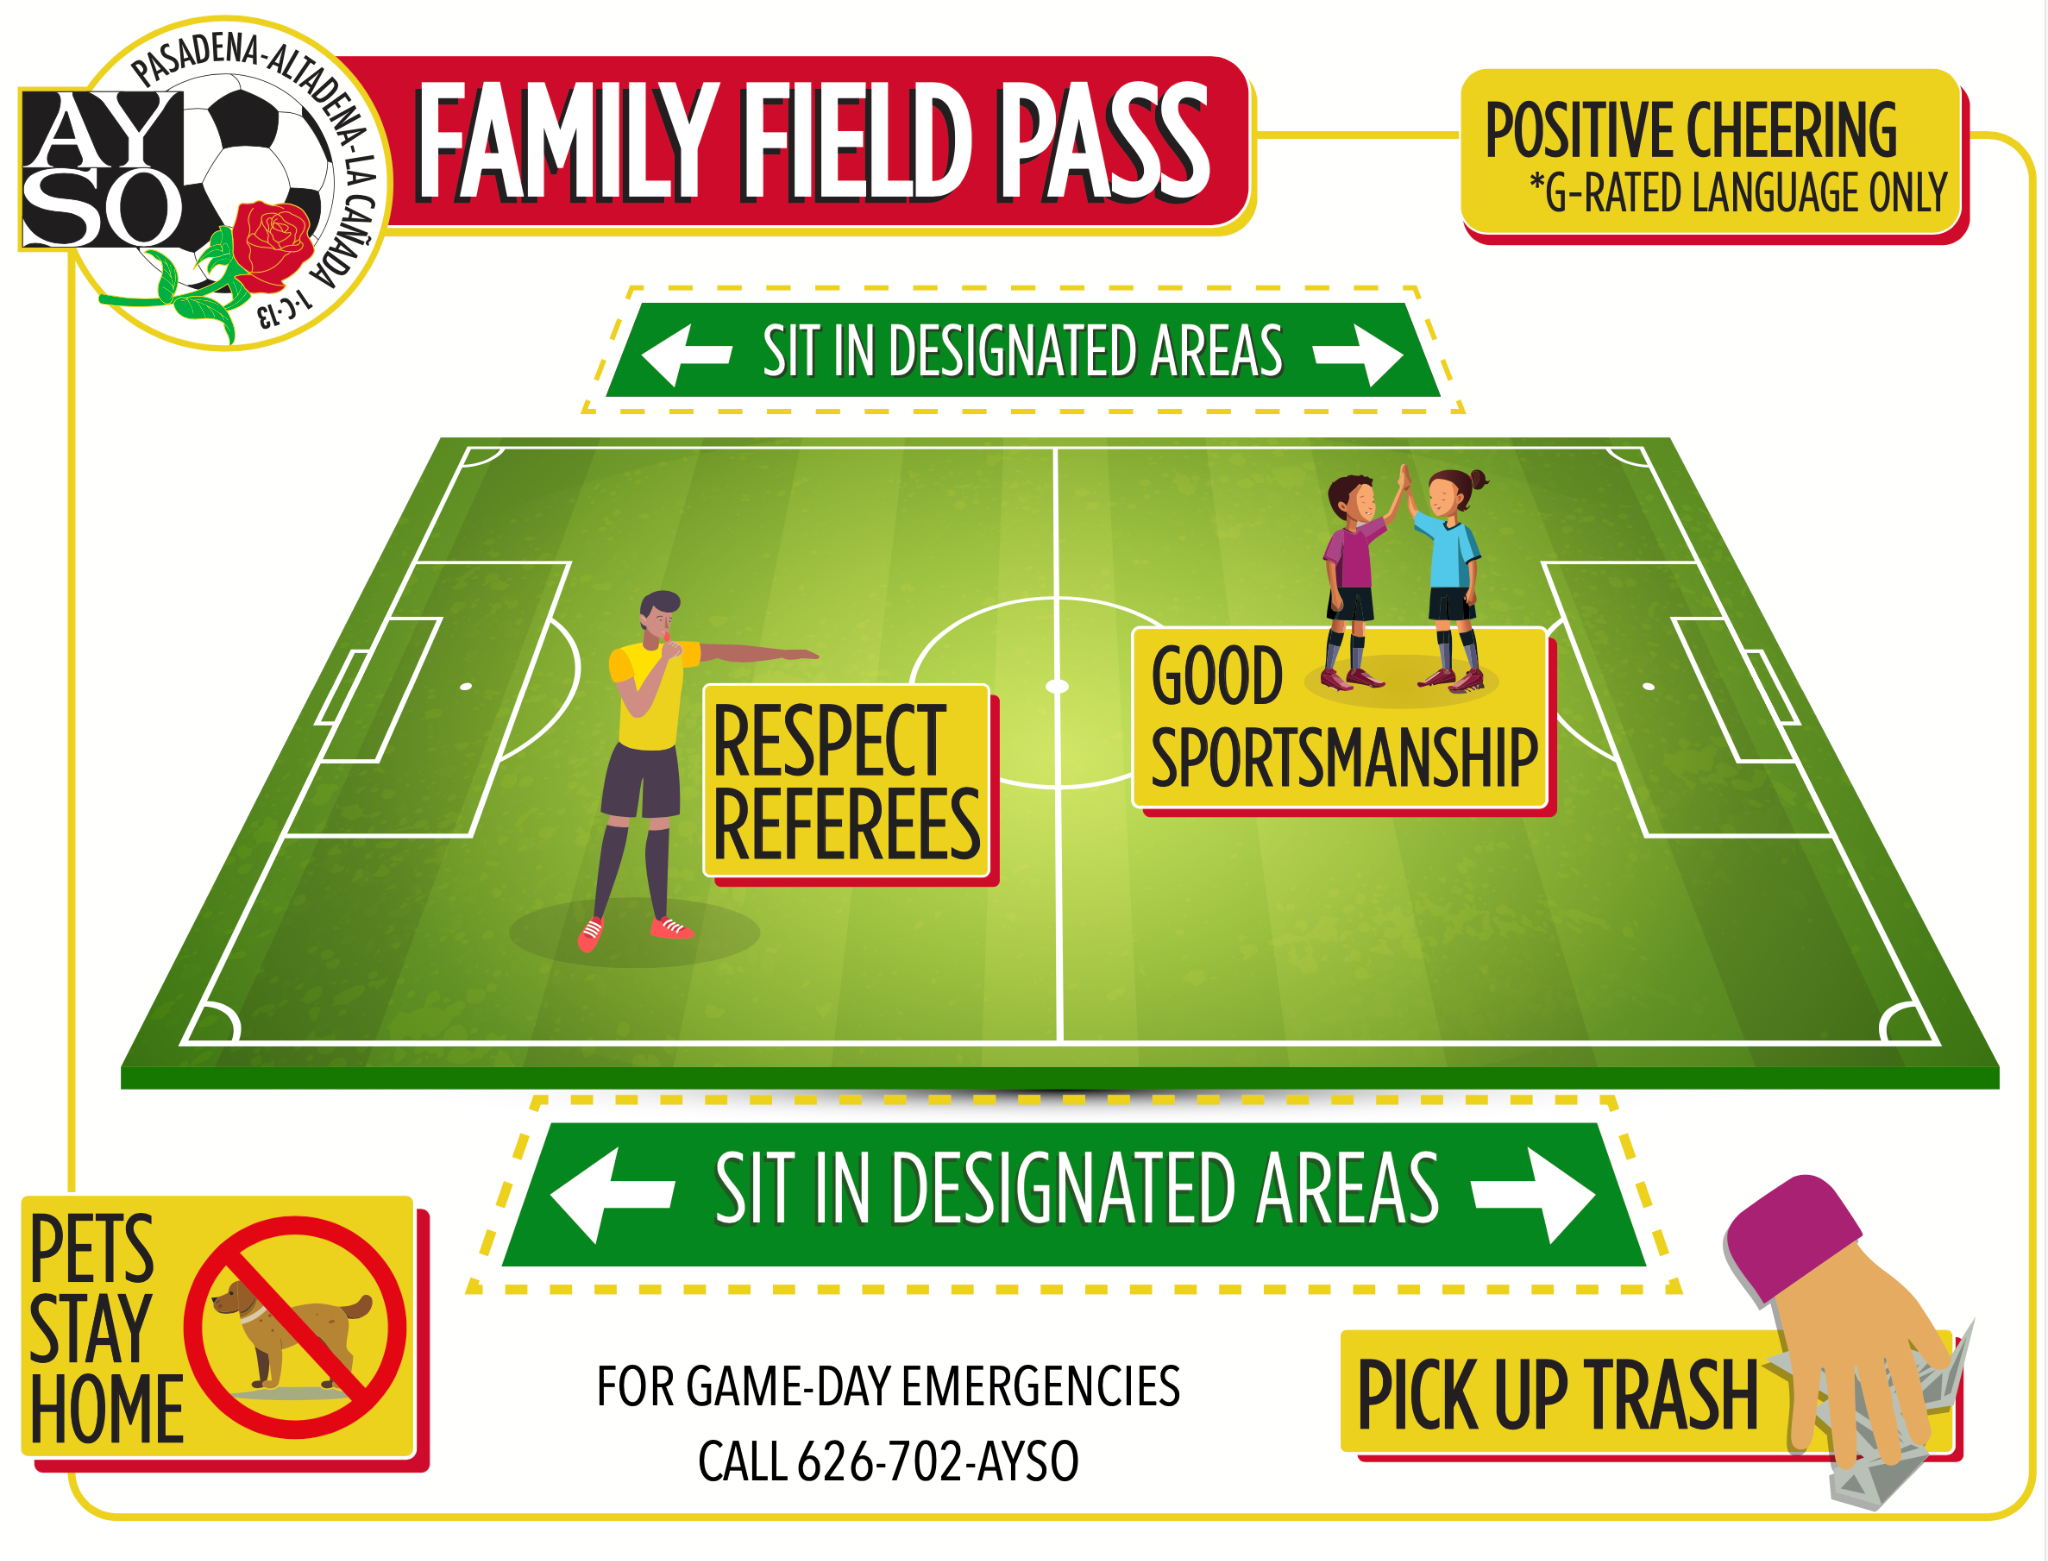 PASADENA-ALTADENA-LA CAÑADA 1-C-13
AY
SO
FAMILY FIELD PASS
POSITIVE CHEERING
*G-RATED LANGUAGE ONLY
SIT IN DESIGNATED AREAS
GOOD
SPORTSMANSHIP
RESPECT
REFEREES
SIT IN DESIGNATED AREAS
PETS
STAY
HOME
FOR GAME-DAY EMERGENCIES
CALL 626-702-AYSO
PICK UP TRASH